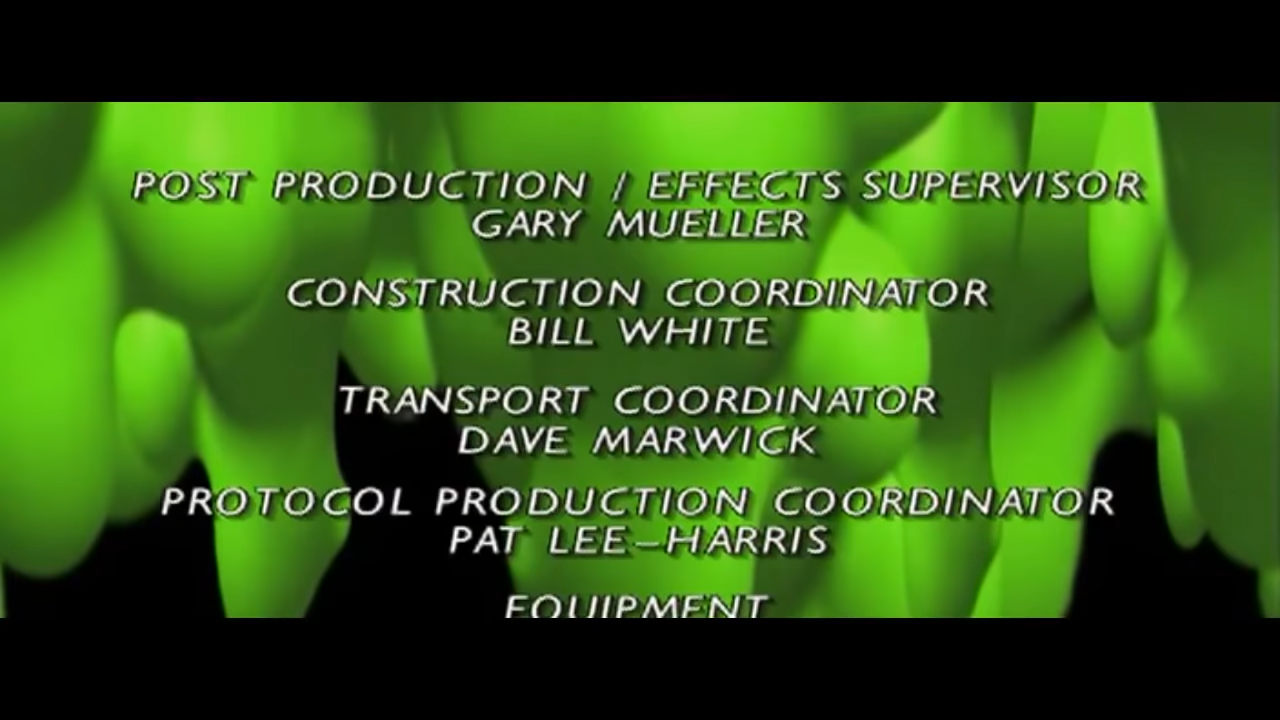 POST PRODUCTION / EFFECTS SUPERVISOR
GARY MUELLER
CONSTRUCTION COORDINATOR
BILL WHITE
TRANSPORT COORDINATOR
DAVE MARWICK
PROTOCOL PRODUCTION COORDINATOR
PAT LEE–HARRIS
EQUIPMENT